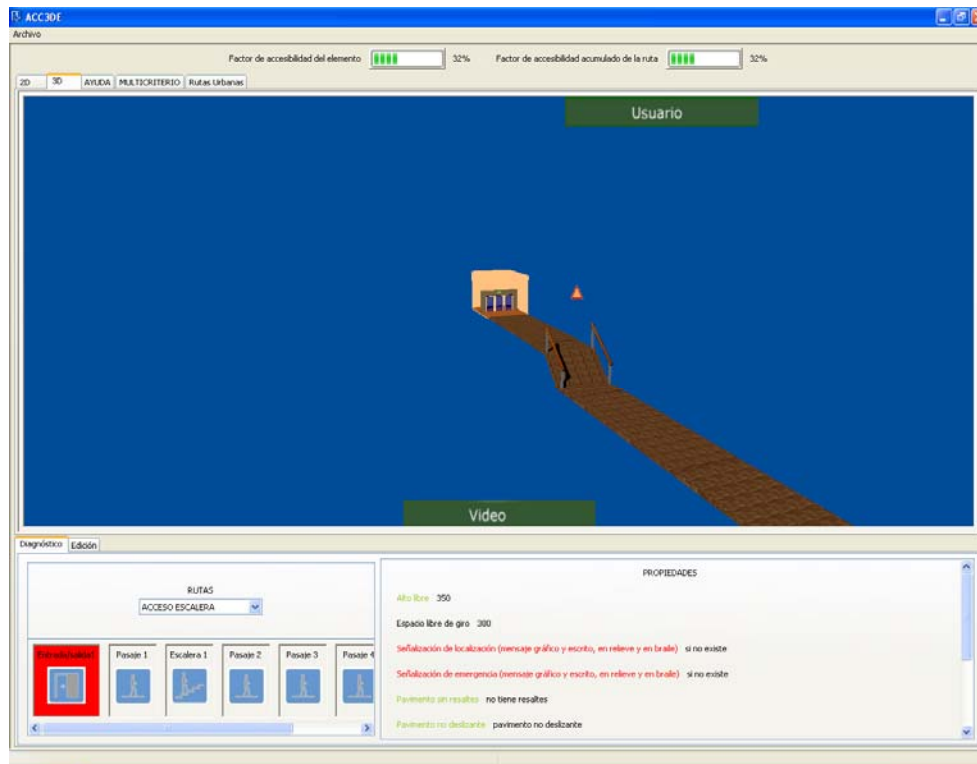 ACC3DE
Archivo
Factor de accesibilidad del elemento 32% Factor de accesibilidad acumulado de la ruta 32%
2D 3D AYUDA MULTICRITERIO Rutas Urbanas
Usuario
Video
Diagnóstico Edición
RUTAS
ACCESO ESCALERA
Entrada/salida1 Pasaje 1 Escalera 1 Pasaje 2 Pasaje 3 Pasaje 4
PROPIEDADES
Alto libre 350
Espacio libre de giro 300
Señalización de localización (mensaje gráfico y escrito, en relieve y en braile) si no existe
Señalización de emergencia (mensaje gráfico y escrito, en relieve y en braile) si no existe
Pavimento sin resaltes no tiene resaltes
Pavimento no deslizante pavimento no deslizante